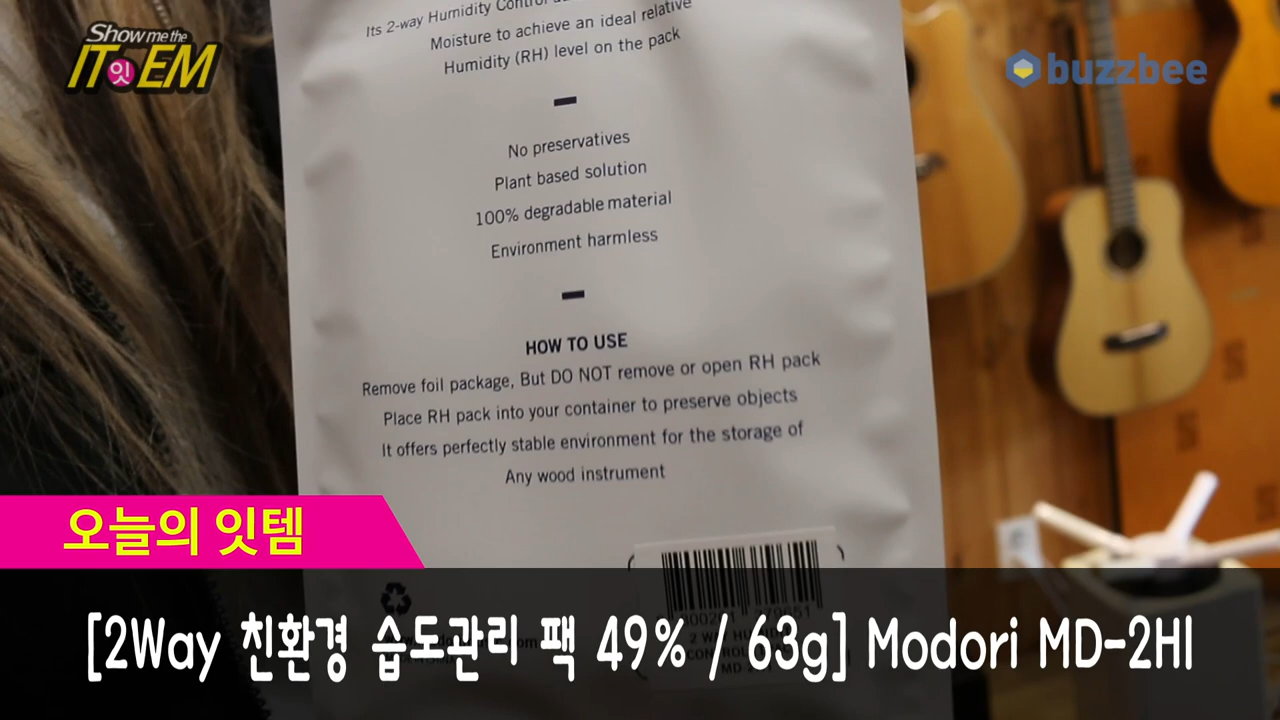 Show me the
IT잇EM
buzzbee
Its 2-way Humidity Control
Moisture to achieve an ideal relative
Humidity (RH) level on the pack
No preservatives
Plant based solution
100% degradable material
Environment harmless
HOW TO USE
Remove foil package, But DO NOT remove or open RH pack
Place RH pack into your container to preserve objects
It offers perfectly stable environment for the storage of
Any wood instrument
오늘의 잇템
[2Way 친환경 습도관리 팩 49% / 63g] Modori MD-2HI